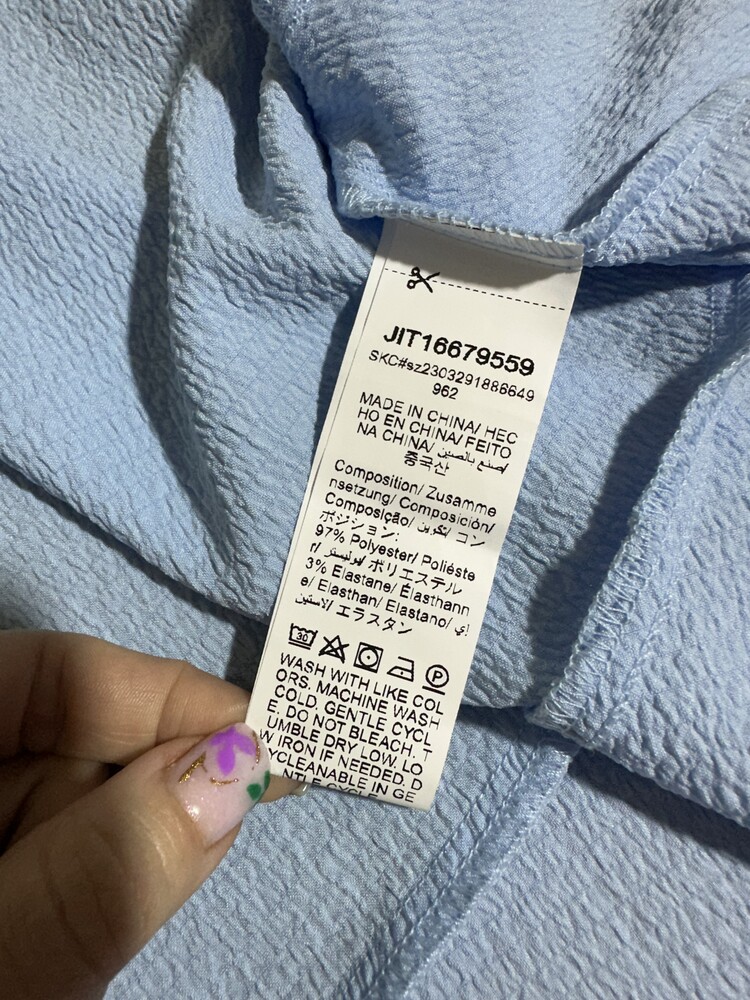 JIT16679559
SKC#sz2303291886649
962
MADE IN CHINA/ HEC
HO EN CHINA/ FEITO
NA CHINA/ صنع بالصين/
중국산
Composition/ Zusamme
nsetzung/ Composición/
Composição/ تكوين/ コン
ポジション:
97% Polyester/ Poliéste
r/ بوليستر/ ポリエステル
3% Elastane/ Élasthann
e/ Elasthan/ Elastano/ إي
لاستين/ エラスタン
30
P
WASH WITH LIKE COL
ORS. MACHINE WASH
COLD. GENTLE CYCL
E. DO NOT BLEACH. T
UMBLE DRY LOW. LO
W IRON IF NEEDED. D
YCLEANABLE IN GE
NTLE CYCLE